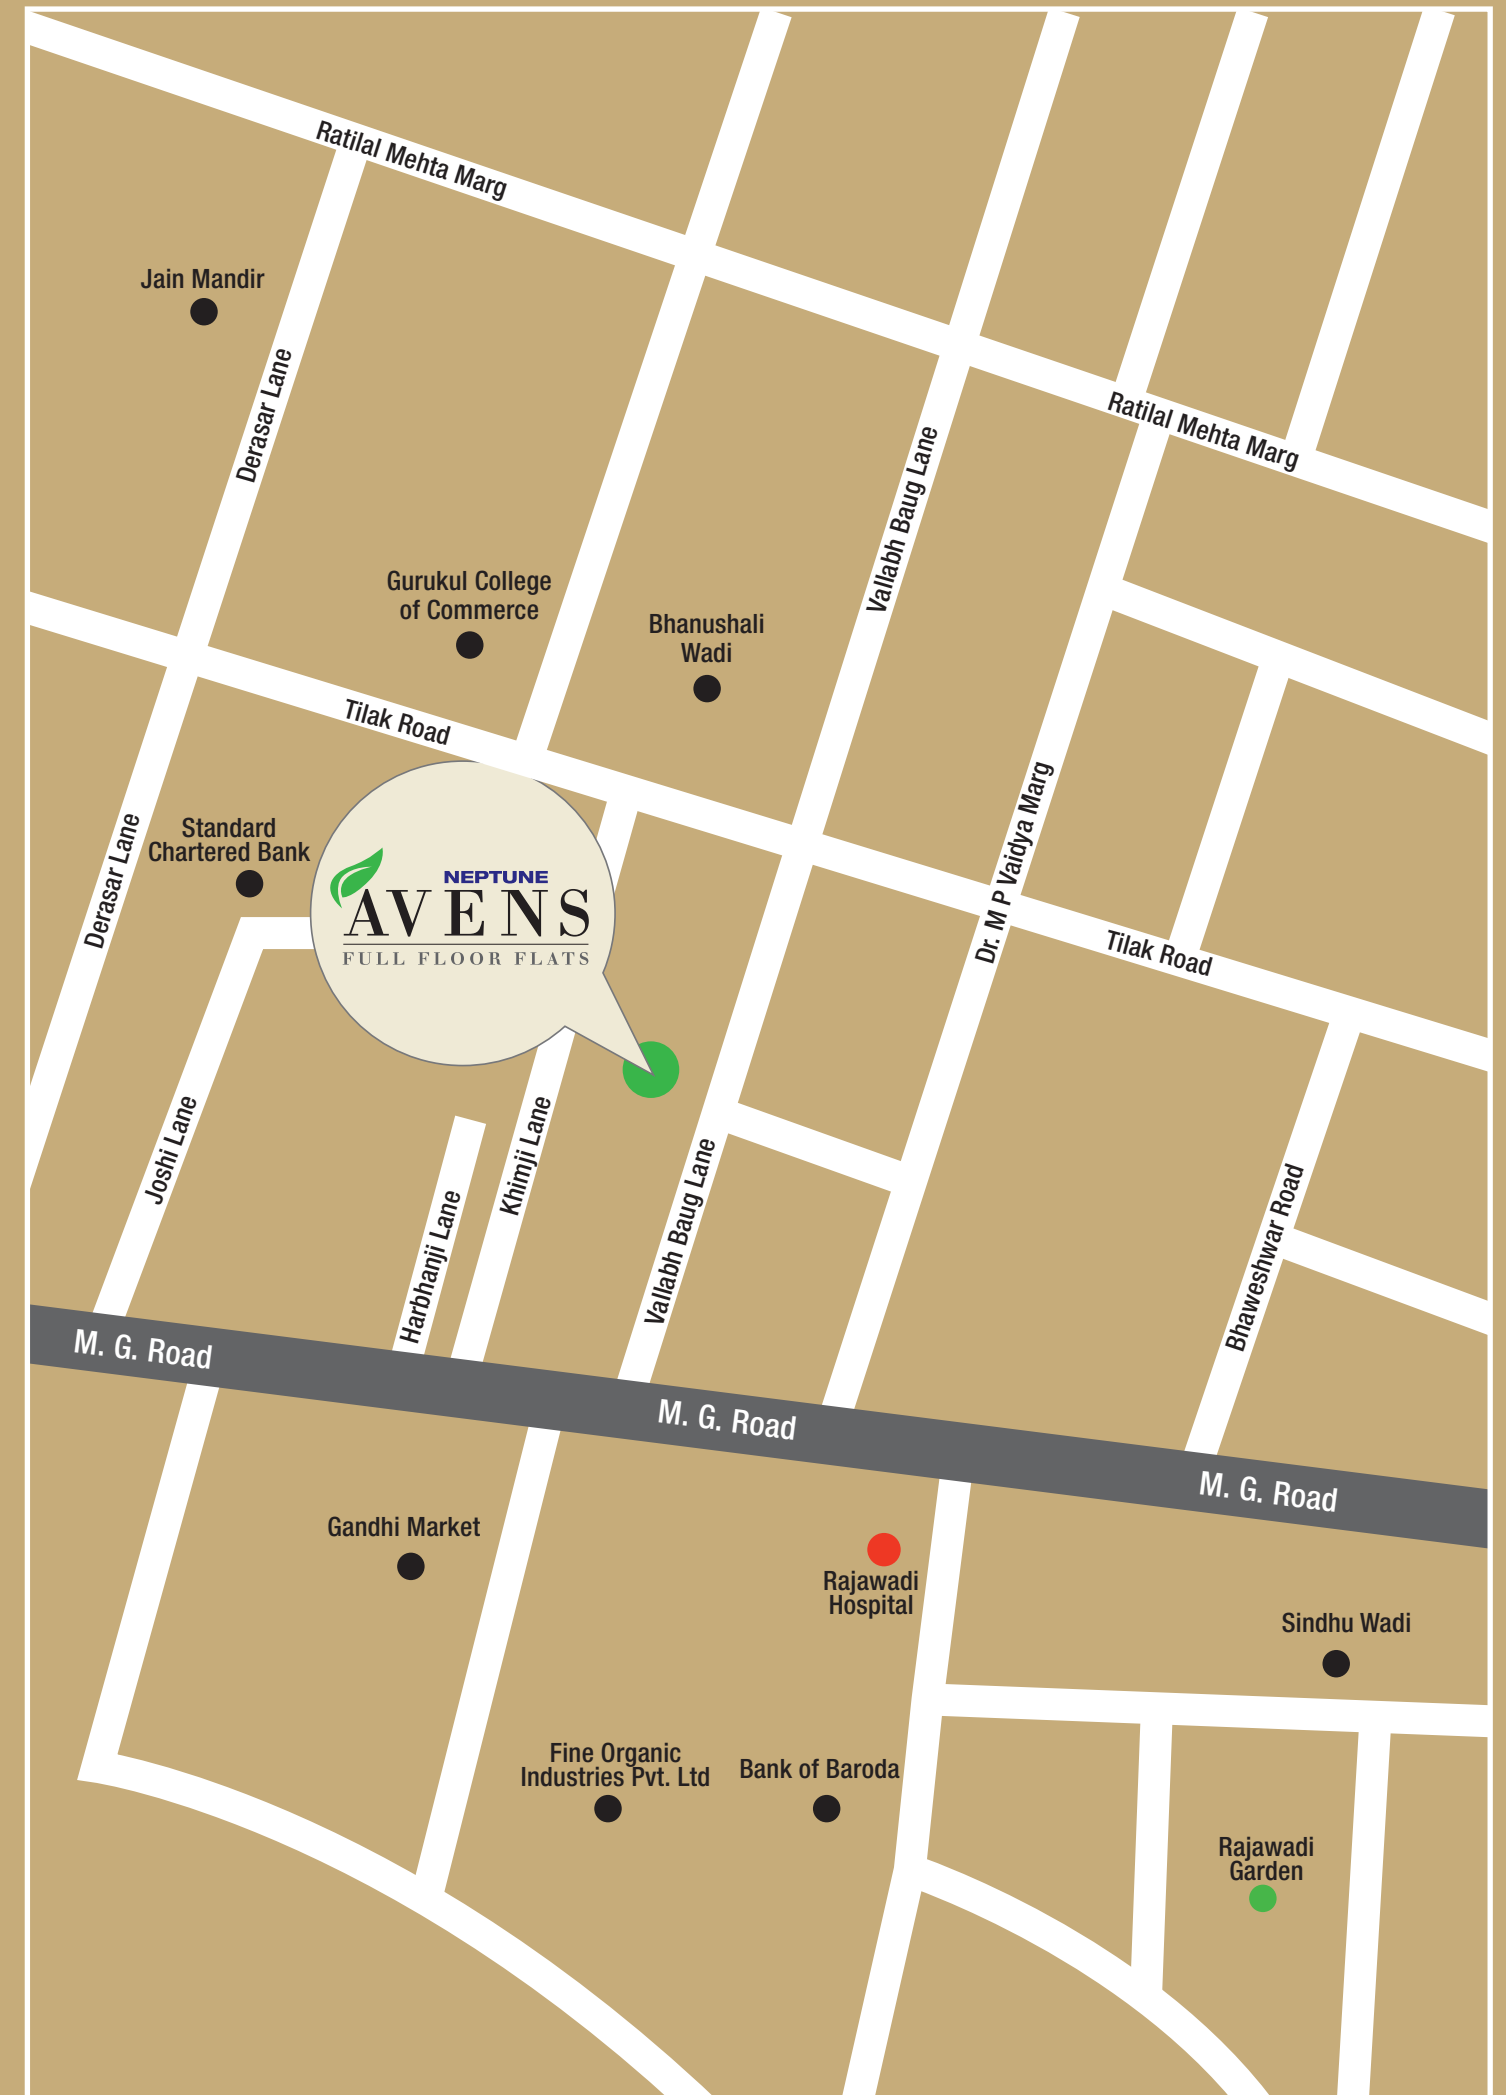 Ratilal Mehta Marg
Jain Mandir
Derasar Lane
Ratilal Mehta Marg
Vallabh Baug Lane
Gurukul College
of Commerce
Bhanushali
Wadi
Tilak Road
Dr. M P Vaidya Marg
Standard
Chartered Bank
Derasar Lane
NEPTUNE
AVENS
FULL FLOOR FLATS
Tilak Road
Joshi Lane
Harbhanji Lane
Khimji Lane
Vallabh Baug Lane
Bhaweshwar Road
M. G. Road
M. G. Road
M. G. Road
Gandhi Market
Rajawadi
Hospital
Sindhu Wadi
Fine Organic
Industries Pvt. Ltd
Bank of Baroda
Rajawadi
Garden